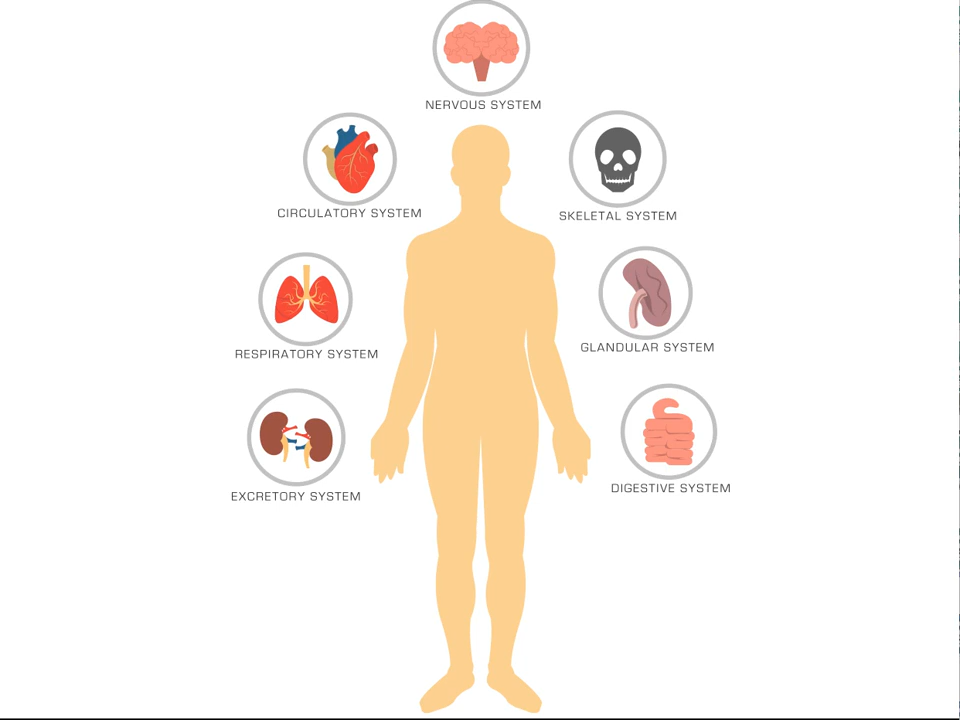 NERVOUS SYSTEM
CIRCULATORY SYSTEM
SKELETAL SYSTEM
RESPIRATORY SYSTEM
GLANDULAR SYSTEM
EXCRETORY SYSTEM
DIGESTIVE SYSTEM